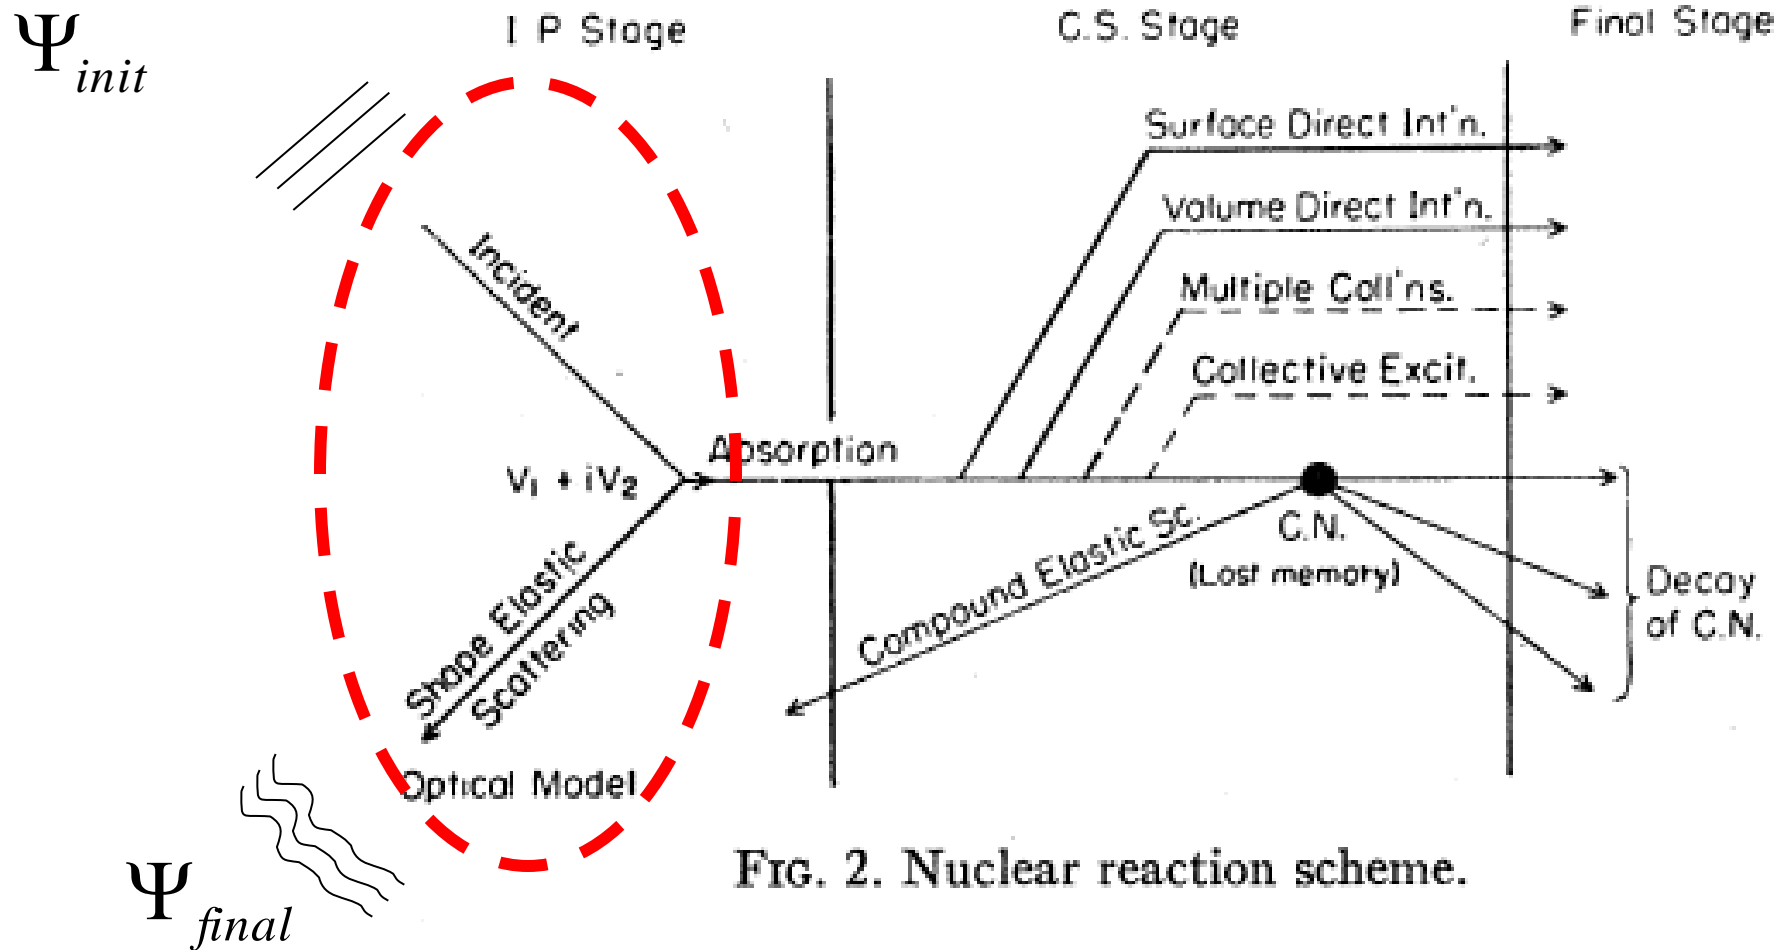 Ψinit
I P Stage
C.S. Stage
Final Stage
Surface Direct Int'n.
Volume Direct Int'n.
Multiple Coll'ns.
Collective Excit.
Incident
Absorption
V1 + iV2
Shape Elastic
Scattering
Compound Elastic Sc.
C.N.
(Lost memory)
Decay
of C.N.
Optical Model
Ψfinal
FIG. 2. Nuclear reaction scheme.